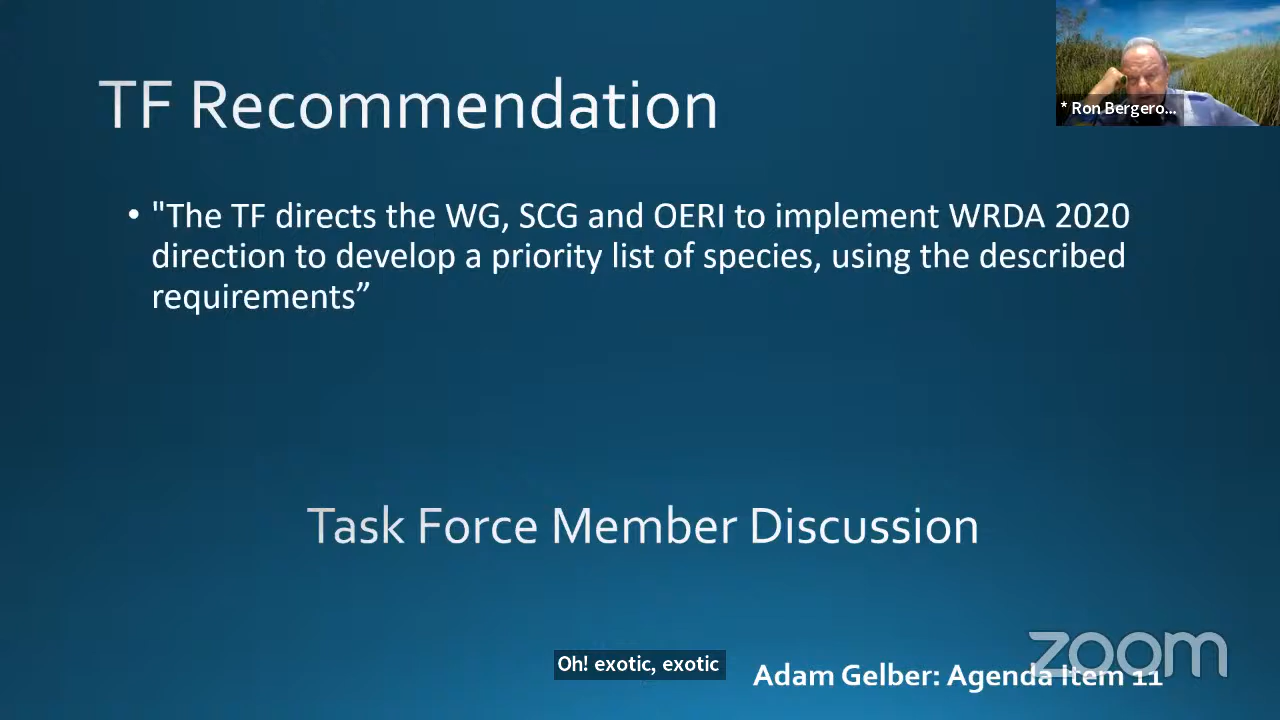 TF Recommendation
* Ron Bergero...
• "The TF directs the WG, SCG and OERI to implement WRDA 2020
direction to develop a priority list of species, using the described
requirements”
Task Force Member Discussion
Oh! exotic, exotic
Adam Gelber: Agenda Item 11
zoom